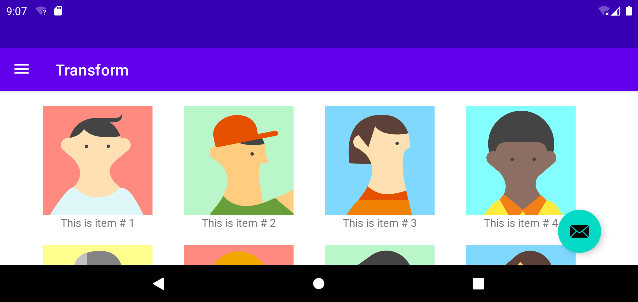 9:07
Transform
This is item # 1
This is item # 2
This is item # 3
This is item # 4